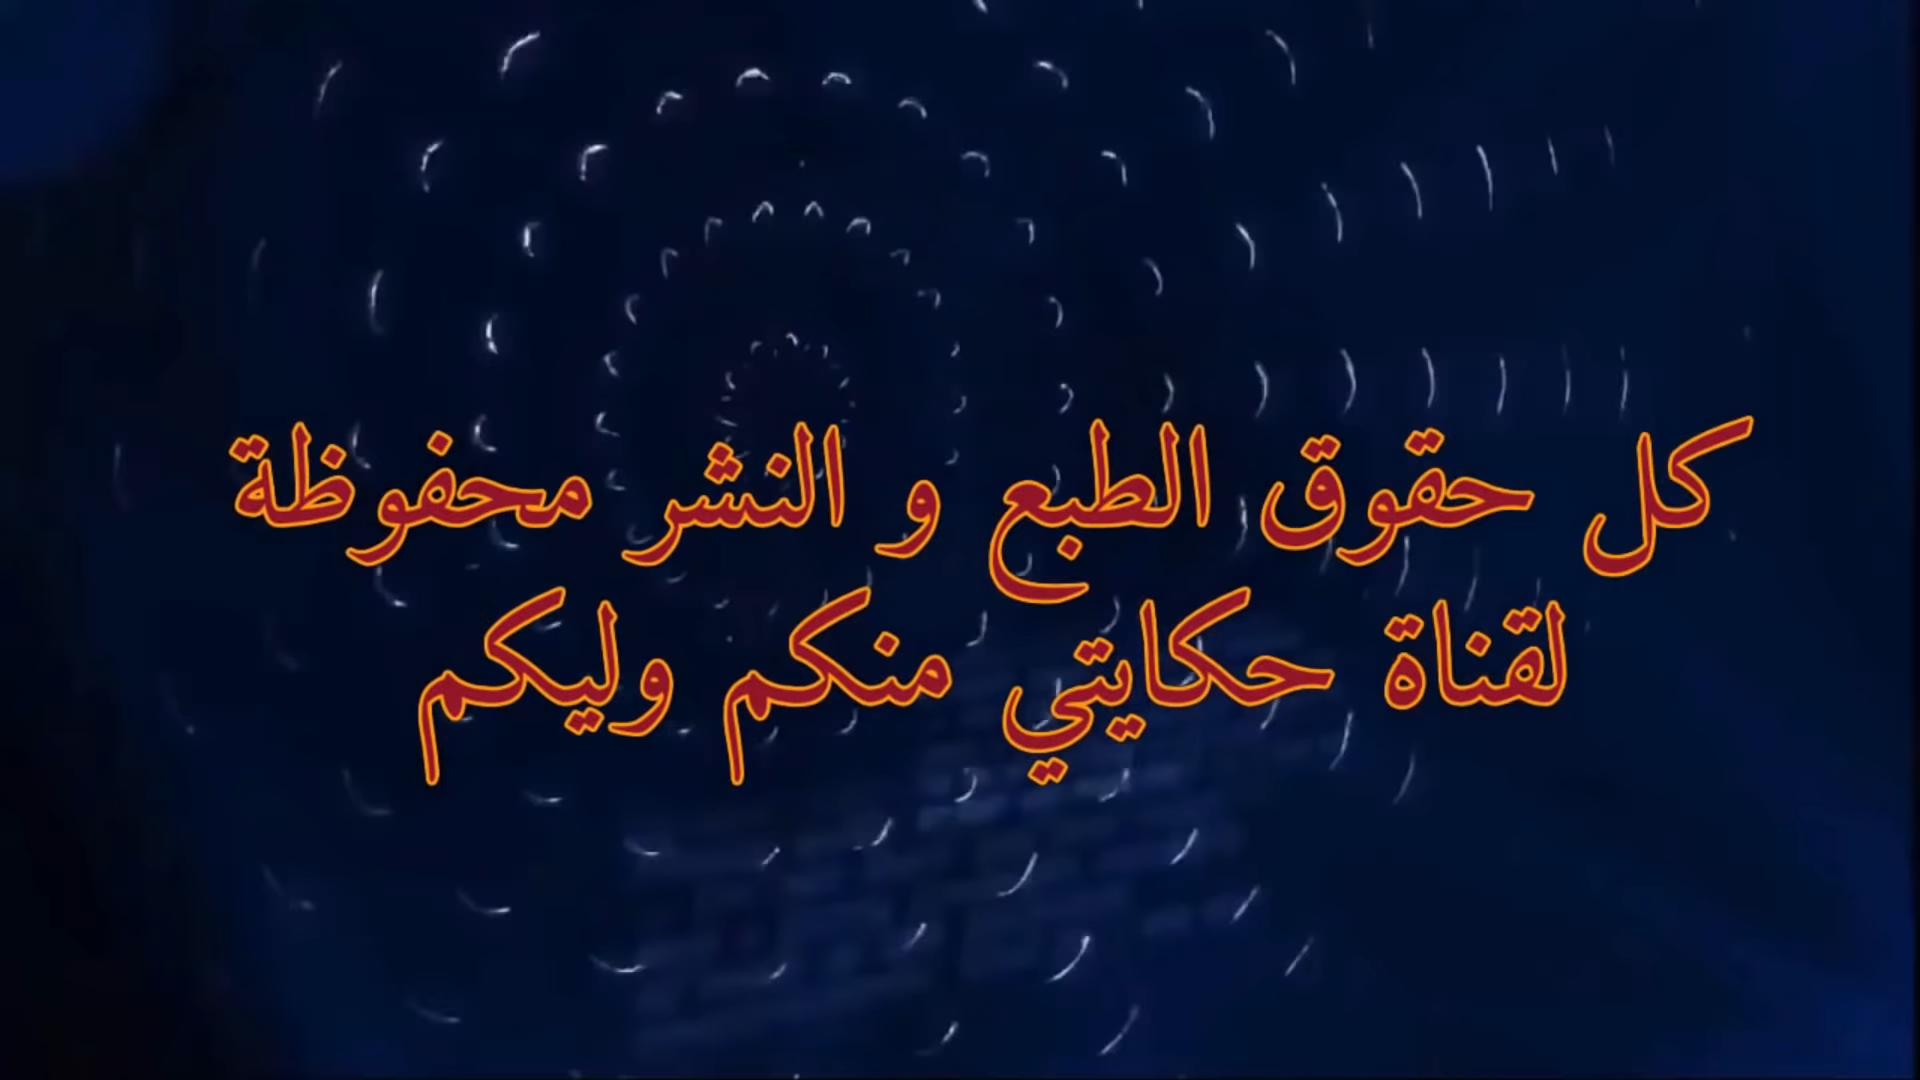 كل حقوق الطبع و النشر محفوظة
لقناة حكايتي منكم وليكم